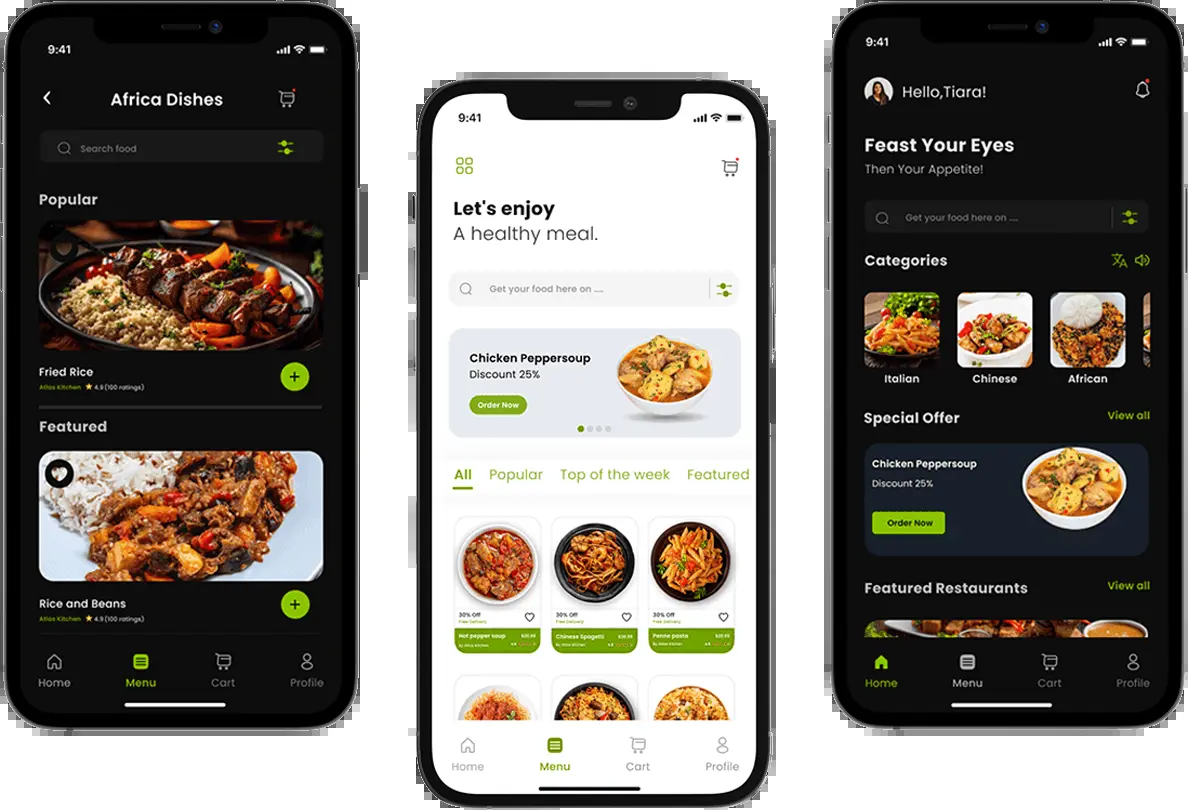 9:41
Africa Dishes
Search food
Popular
Fried Rice
Atlas Kitchen 4.9 (100 ratings)
Featured
Rice and Beans
Atlas Kitchen 4.9 (100 ratings)
Home Menu Cart Profile
9:41
Let's enjoy
A healthy meal.
Get your food here on ....
Chicken Peppersoup
Discount 25%
Order Now
All Popular Top of the week Featured
30% Off 30% Off 30% Off
Free Delivery Free Delivery Free Delivery
Hot pepper soup Chinese Spagetti Penne pasta
By Atlas Kitchen By Atlas Kitchen By Atlas Kitchen
Home Menu Cart Profile
9:41
Hello,Tiara!
Feast Your Eyes
Then Your Appetite!
Get your food here on ....
Categories
Italian Chinese African
Special Offer View all
Chicken Peppersoup
Discount 25%
Order Now
Featured Restaurants View all
Home Menu Cart Profile